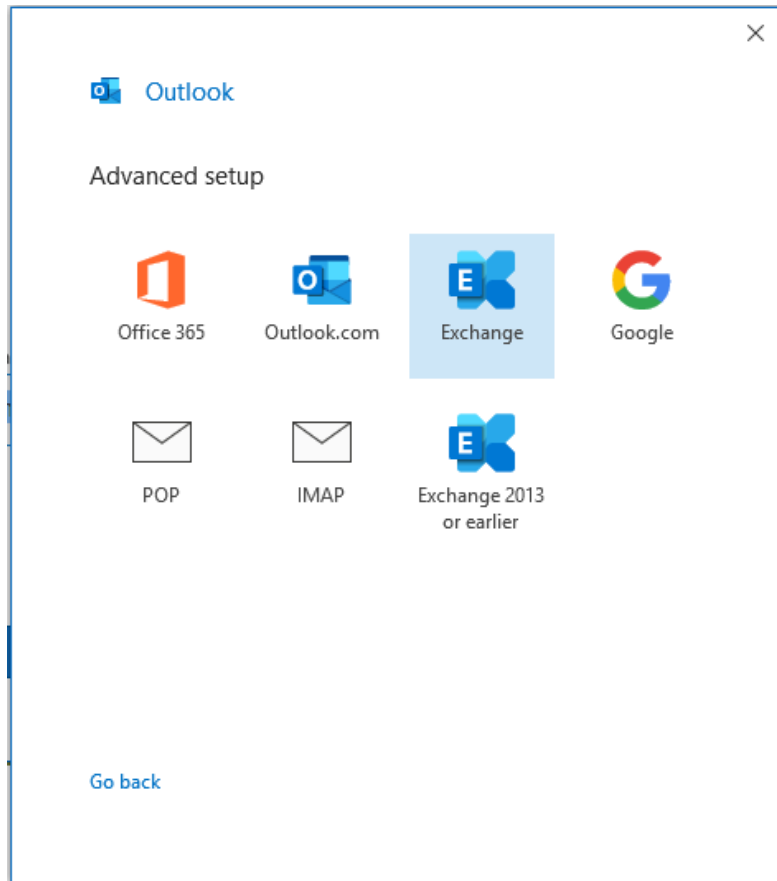 Outlook
Advanced setup
Office 365
Outlook.com
Exchange
Google
POP
IMAP
Exchange 2013
or earlier
Go back